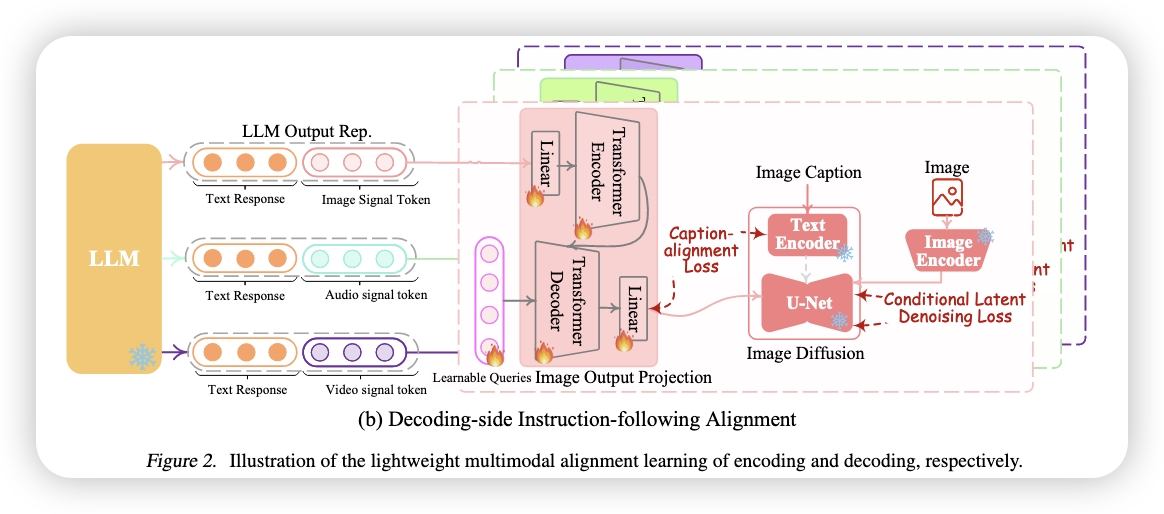 LLM Output Rep.
LLM
Text Response
Image Signal Token
Text Response
Audio signal token
Text Response
Video signal token
Linear
Transformer
Encoder
Transformer
Decoder
Linear
Learnable Queries
Image Output Projection
Caption-
alignment
Loss
Image Caption
Text
Encoder
U-Net
Image Diffusion
Image
Image
Encoder
Conditional Latent
Denoising Loss
nt
nt
(b) Decoding-side Instruction-following Alignment
Figure 2. Illustration of the lightweight multimodal alignment learning of encoding and decoding, respectively.